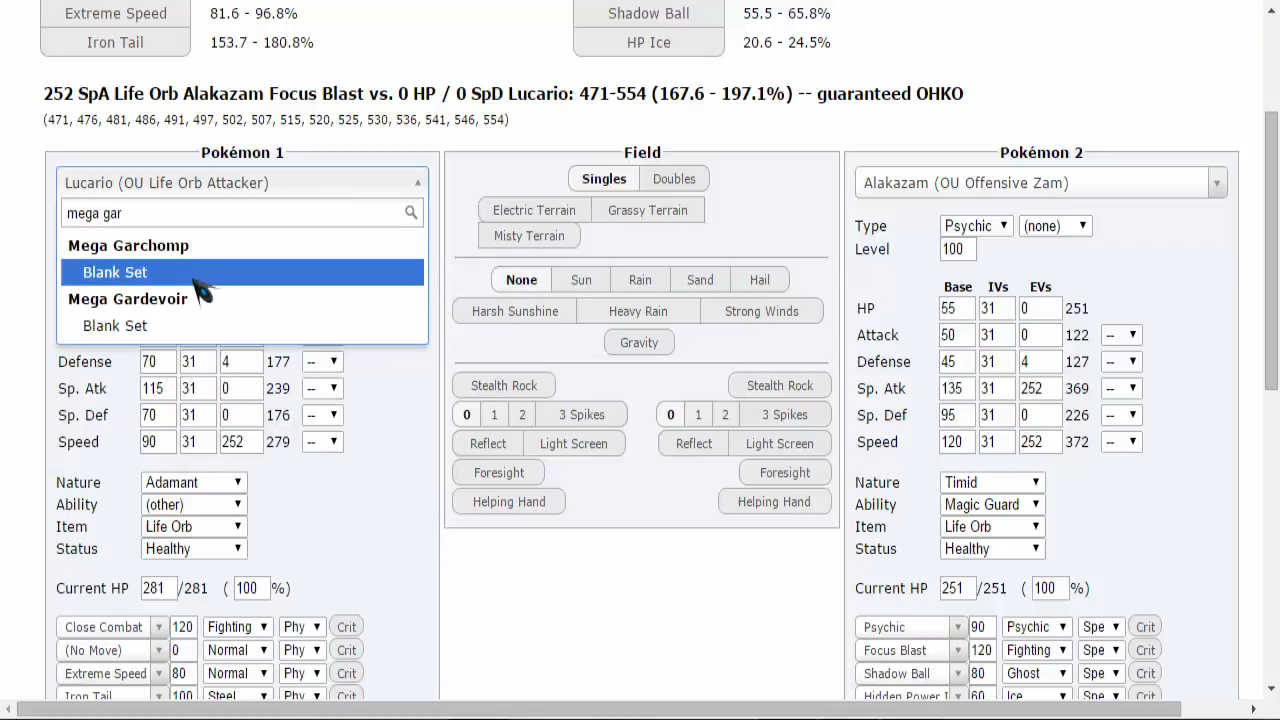 Extreme Speed 81.6 - 96.8% Shadow Ball 55.5 - 65.8%
Iron Tail 153.7 - 180.8% HP Ice 20.6 - 24.5%
252 SpA Life Orb Alakazam Focus Blast vs. 0 HP / 0 SpD Lucario: 471-554 (167.6 - 197.1%) -- guaranteed OHKO
(471, 476, 481, 486, 491, 497, 502, 507, 515, 520, 525, 530, 536, 541, 546, 554)
Pokémon 1
Lucario (OU Life Orb Attacker)
mega gar
Mega Garchomp
Blank Set
Mega Gardevoir
Blank Set
Defense 70 31 4 177 --
Sp. Atk 115 31 0 239 --
Sp. Def 70 31 0 176 --
Speed 90 31 252 279 --
Nature Adamant
Ability (other)
Item Life Orb
Status Healthy
Current HP 281 /281 ( 100 %)
Close Combat 120 Fighting Phy Crit
(No Move) 0 Normal Phy Crit
Extreme Speed 80 Normal Phy Crit
Iron Tail 100 Steel Phy Crit
Field
Singles Doubles
Electric Terrain Grassy Terrain
Misty Terrain
None Sun Rain Sand Hail
Harsh Sunshine Heavy Rain Strong Winds
Gravity
Stealth Rock Stealth Rock
0 1 2 3 Spikes 0 1 2 3 Spikes
Reflect Light Screen Reflect Light Screen
Foresight Foresight
Helping Hand Helping Hand
Pokémon 2
Alakazam (OU Offensive Zam)
Type Psychic (none)
Level 100
Base IVs EVs
HP 55 31 0 251
Attack 50 31 0 122 --
Defense 45 31 4 127 --
Sp. Atk 135 31 252 369 --
Sp. Def 95 31 0 226 --
Speed 120 31 252 372 --
Nature Timid
Ability Magic Guard
Item Life Orb
Status Healthy
Current HP 251 /251 ( 100 %)
Psychic 90 Psychic Spe Crit
Focus Blast 120 Fighting Spe Crit
Shadow Ball 80 Ghost Spe Crit
Hidden Power I 60 Ice Spe Crit